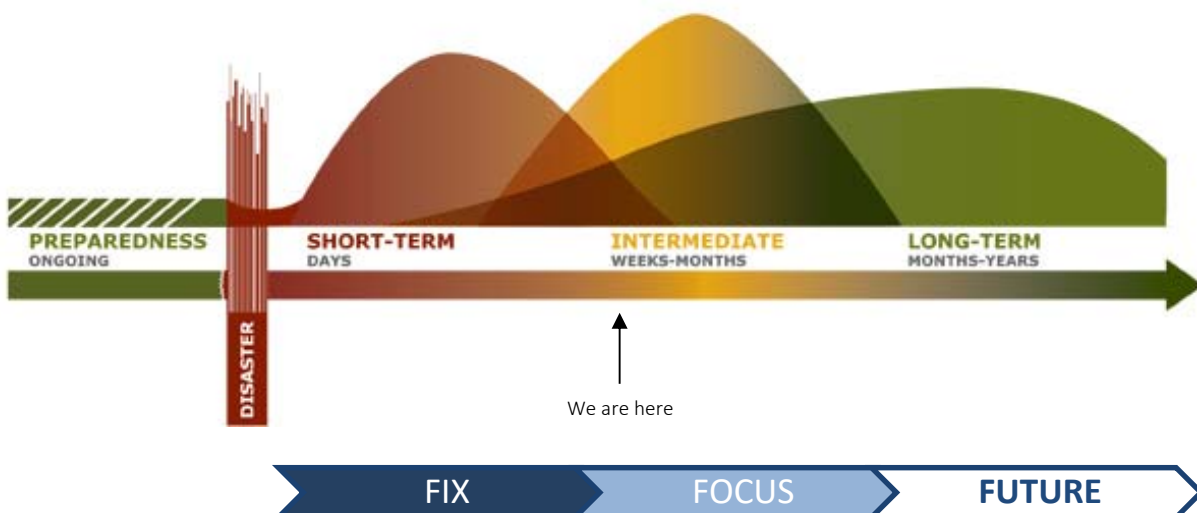 PREPAREDNESS
ONGOING
SHORT-TERM
DAYS
INTERMEDIATE
WEEKS-MONTHS
LONG-TERM
MONTHS-YEARS
DISASTER
We are here
FIX
FOCUS
FUTURE